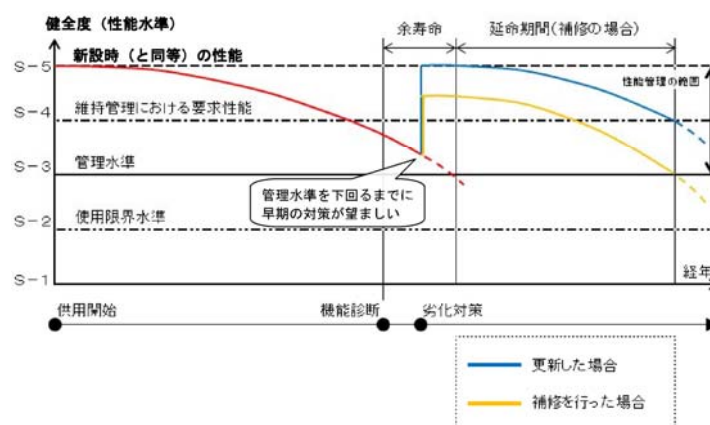 健全度（性能水準）
余寿命
延命期間（補修の場合）
新設時（と同等）の性能
S-5
性能管理の範囲
維持管理における要求性能
S-4
S-3
管理水準
管理水準を下回るまでに
早期の対策が望ましい
S-2
使用限界水準
S-1
経年
供用開始
機能診断
劣化対策
更新した場合
補修を行った場合